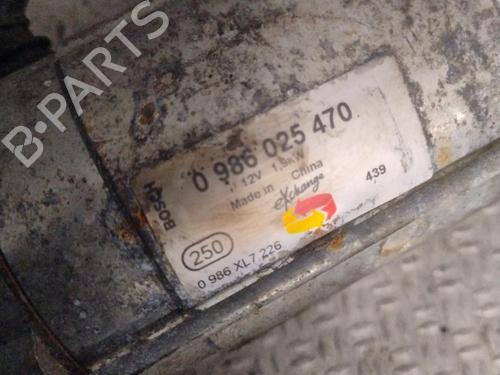 B-PARTS
BOSCH
0 986 025 470
12V 1,9KW
Made in China
eXchange
439
250
0 986 XL7 226